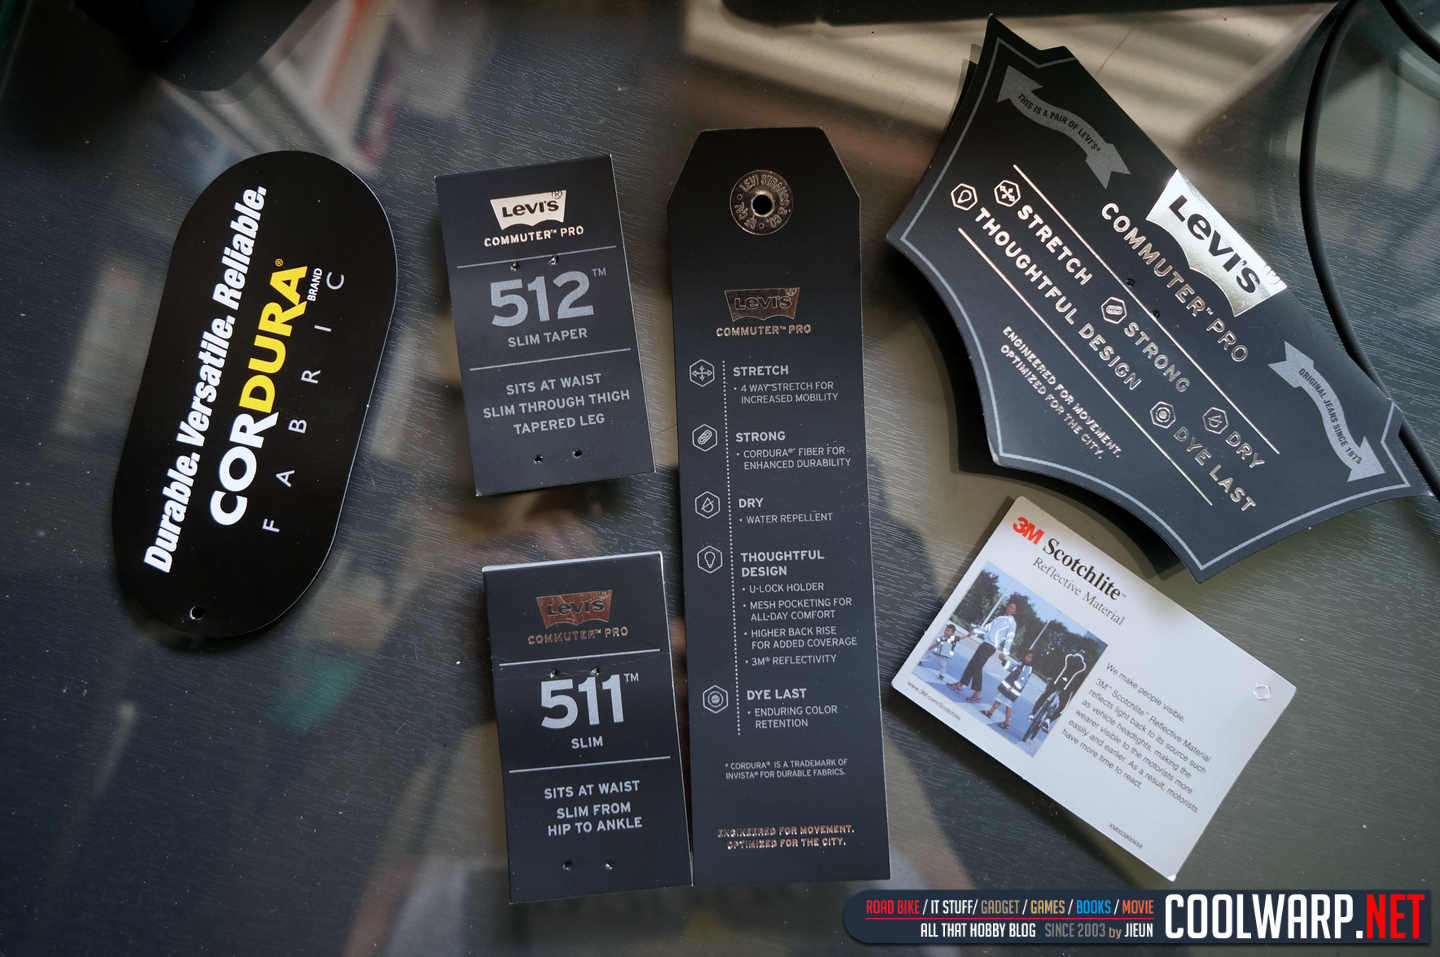 Durable. Versatile. Reliable.
CORDURA®
BRAND
FABRIC
Levi's®
COMMUTER™ PRO
512™
SLIM TAPER
SITS AT WAIST
SLIM THROUGH THIGH
TAPERED LEG
Levi's
COMMUTER™ PRO
511™
SLIM
SITS AT WAIST
SLIM FROM
HIP TO ANKLE
LEVI STRAUSS & CO
Levi's
COMMUTER™ PRO
STRETCH
• 4 WAY STRETCH FOR
INCREASED MOBILITY
STRONG
• CORDURA® FIBER FOR
ENHANCED DURABILITY
DRY
• WATER REPELLENT
THOUGHTFUL
DESIGN
• U-LOCK HOLDER
• MESH POCKETING FOR
ALL-DAY COMFORT
• HIGHER BACK RISE
FOR ADDED COVERAGE
• 3M® REFLECTIVITY
DYE LAST
• ENDURING COLOR
RETENTION
® CORDURA® IS A TRADEMARK OF
INVISTA® FOR DURABLE FABRICS.
ENGINEERED FOR MOVEMENT.
OPTIMIZED FOR THE CITY.
THIS IS A PAIR OF LEVI'S®
Levi's
COMMUTER™ PRO
STRETCH STRONG DRY
THOUGHTFUL DESIGN DYE LAST
ENGINEERED FOR MOVEMENT.
OPTIMIZED FOR THE CITY.
ORIGINAL JEANS SINCE 1873
3M Scotchlite™
Reflective Material
www.3M.com/Scotchlite
We make people visible.
3M™ Scotchlite™ Reflective Material
reflects light back to its source such
as vehicle headlights, making the
wearer visible to the motorists more
easily and earlier. As a result, motorists
have more time to react.
ROAD BIKE / IT STUFF/ GADGET / GAMES / BOOKS / MOVIE
ALL THAT HOBBY BLOG SINCE 2003 by JIEUN
COOLWARP.NET